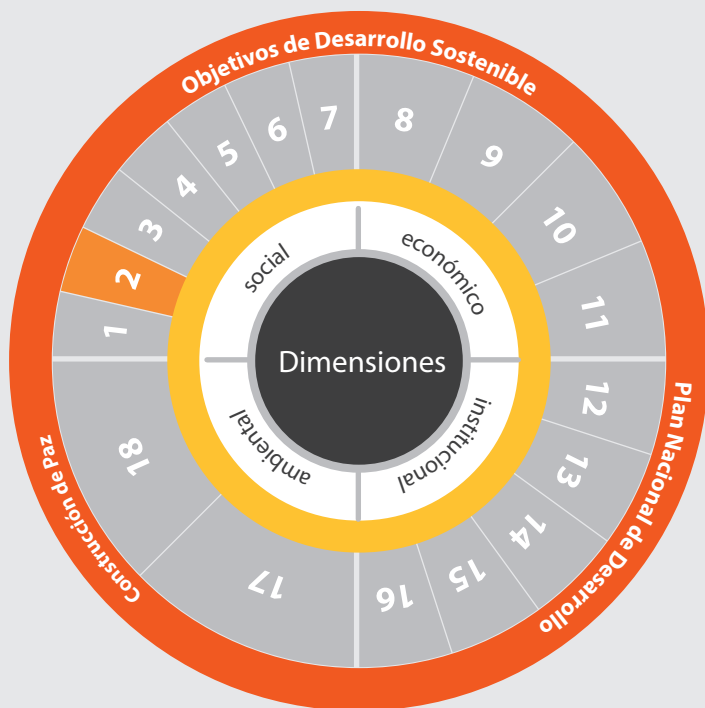 Objetivos de Desarrollo Sostenible
Plan Nacional de Desarrollo
Construcción de Paz
1
2
3
4
5
6
7
8
9
10
11
12
13
14
15
16
17
18
social
económico
institucional
ambiental
Dimensiones